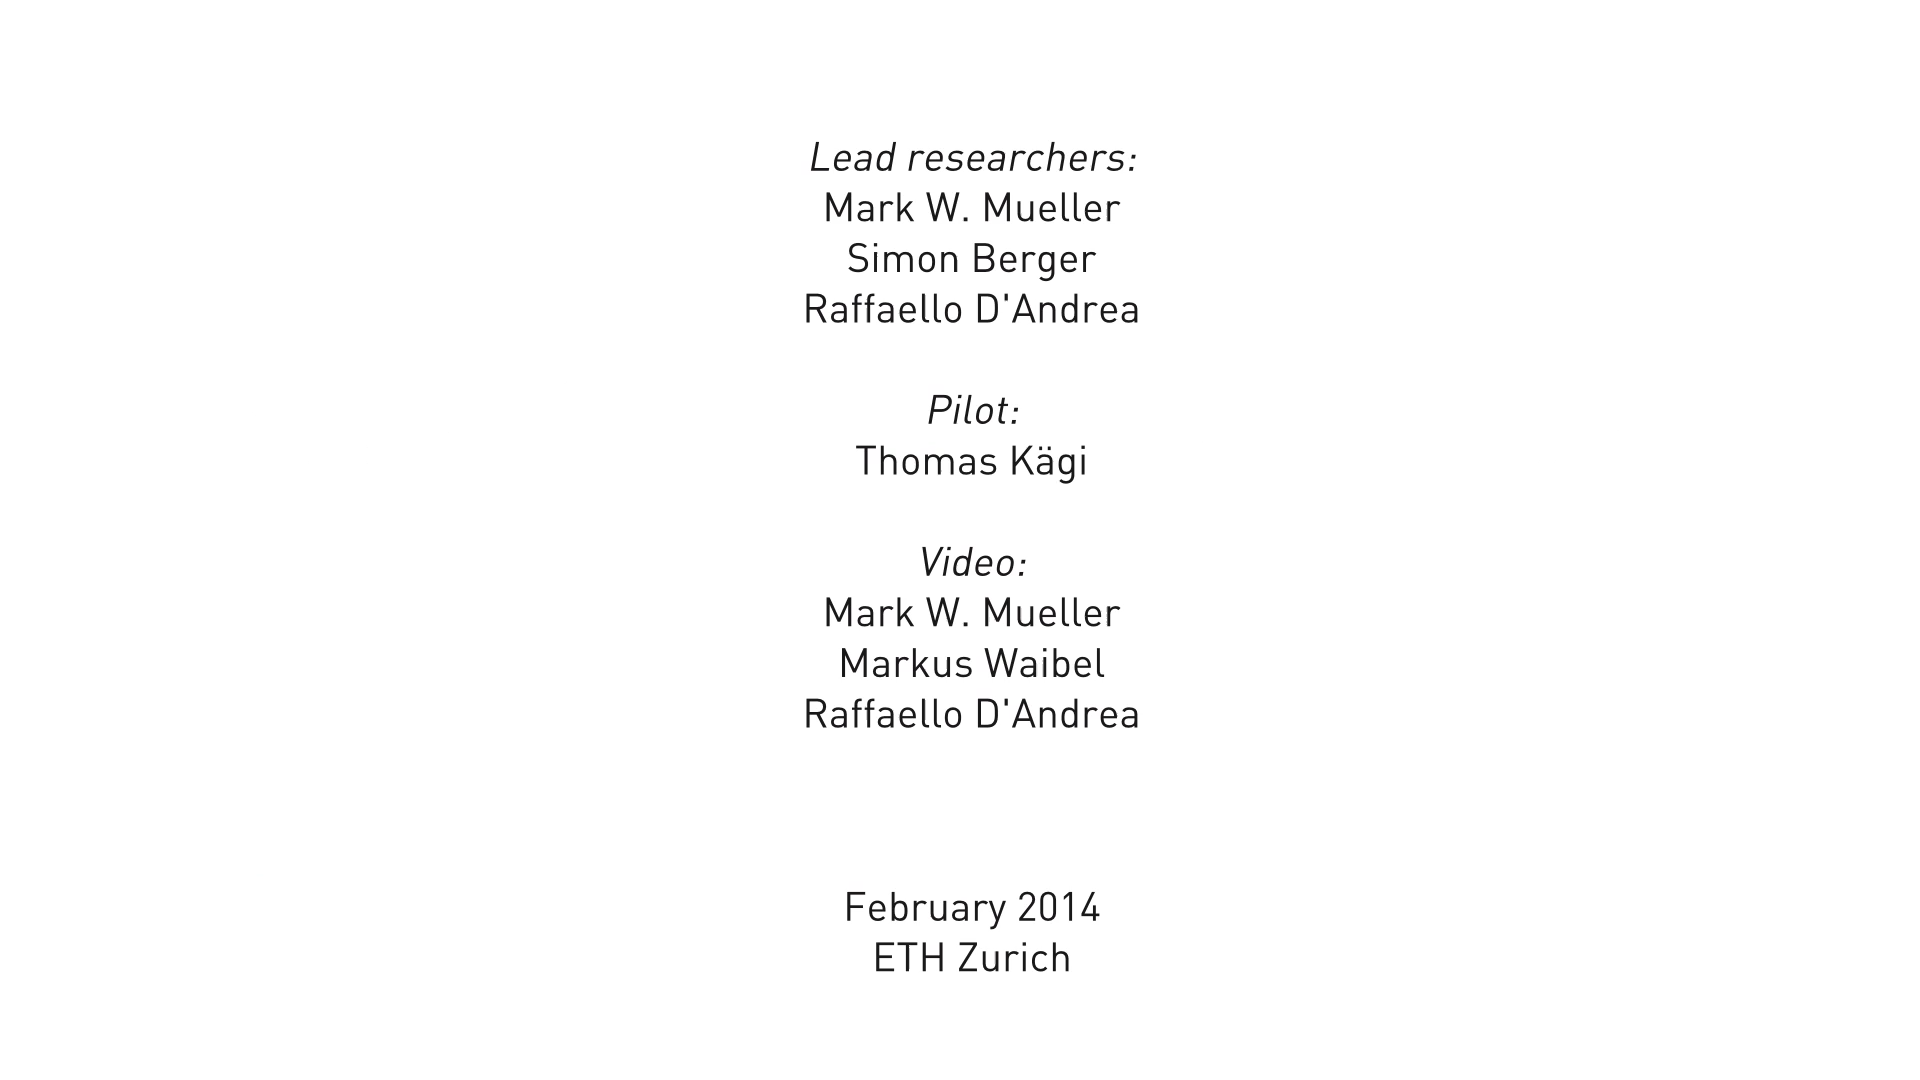 Lead researchers:
Mark W. Mueller
Simon Berger
Raffaello D'Andrea
Pilot:
Thomas Kägi
Video:
Mark W. Mueller
Markus Waibel
Raffaello D'Andrea
February 2014
ETH Zurich